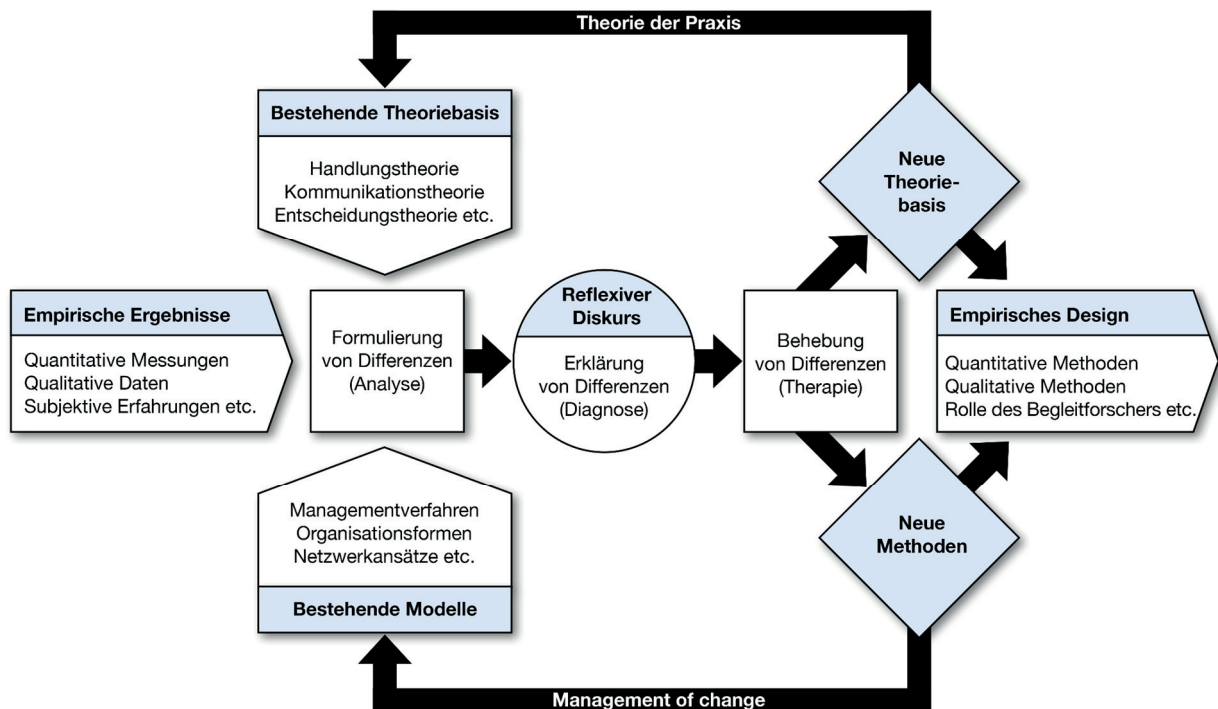 Theorie der Praxis
Bestehende Theoriebasis
Handlungstheorie
Kommunikationstheorie
Entscheidungstheorie etc.
Neue
Theorie-
basis
Empirische Ergebnisse
Quantitative Messungen
Qualitative Daten
Subjektive Erfahrungen etc.
Formulierung
von Differenzen
(Analyse)
Reflexiver
Diskurs
Erklärung
von Differenzen
(Diagnose)
Behebung
von Differenzen
(Therapie)
Empirisches Design
Quantitative Methoden
Qualitative Methoden
Rolle des Begleitforschers etc.
Managementverfahren
Organisationsformen
Netzwerkansätze etc.
Bestehende Modelle
Neue
Methoden
Management of change